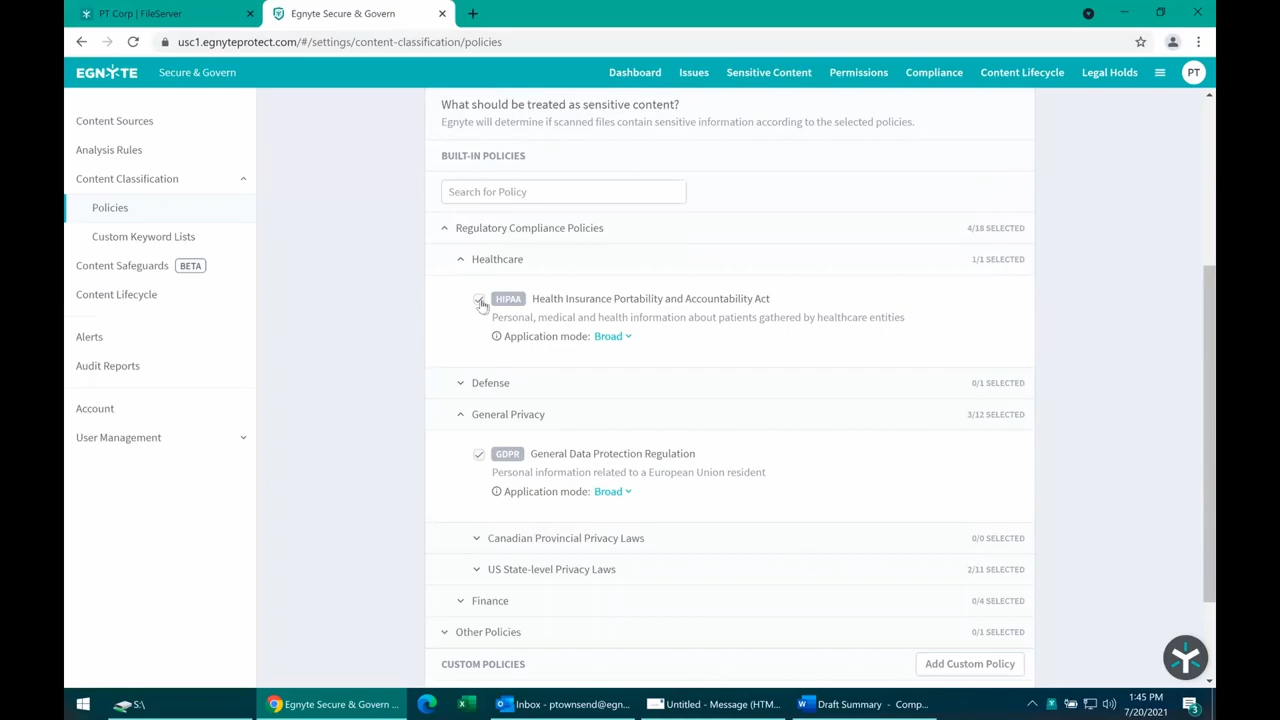 PT Corp | FileServer
Egnyte Secure & Govern
usc1.egnyteprotect.com/#/settings/content-classification/policies
EGNYTE
Secure & Govern
Dashboard
Issues
Sensitive Content
Permissions
Compliance
Content Lifecycle
Legal Holds
PT
Content Sources
Analysis Rules
Content Classification
Policies
Custom Keyword Lists
Content Safeguards BETA
Content Lifecycle
Alerts
Audit Reports
Account
User Management
What should be treated as sensitive content?
Egnyte will determine if scanned files contain sensitive information according to the selected policies.
BUILT-IN POLICIES
Search for Policy
Regulatory Compliance Policies 4/18 SELECTED
Healthcare 1/1 SELECTED
HIPAA Health Insurance Portability and Accountability Act
Personal, medical and health information about patients gathered by healthcare entities
Application mode: Broad
Defense 0/1 SELECTED
General Privacy 3/12 SELECTED
GDPR General Data Protection Regulation
Personal information related to a European Union resident
Application mode: Broad
Canadian Provincial Privacy Laws 0/0 SELECTED
US State-level Privacy Laws 2/11 SELECTED
Finance 0/4 SELECTED
Other Policies 0/1 SELECTED
CUSTOM POLICIES Add Custom Policy
S:\
Egnyte Secure & Govern ...
Inbox - ptownsend@egn...
Untitled - Message (HTM...
Draft Summary - Comp...
1:45 PM
7/20/2021
3